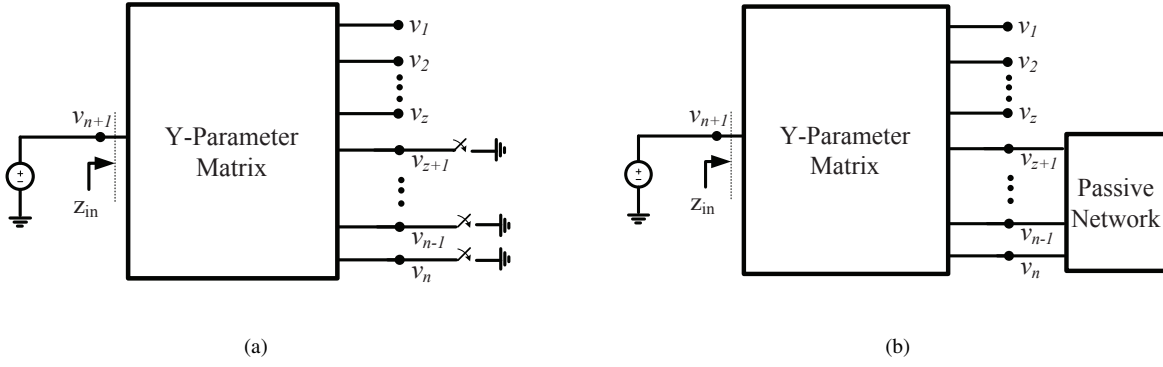 v1
v2
vz
vn+1
Y-Parameter
Matrix
vz+1
zin
vn-1
vn
(a)
v1
v2
vz
vn+1
Y-Parameter
Matrix
vz+1
zin
Passive
Network
vn-1
vn
(b)